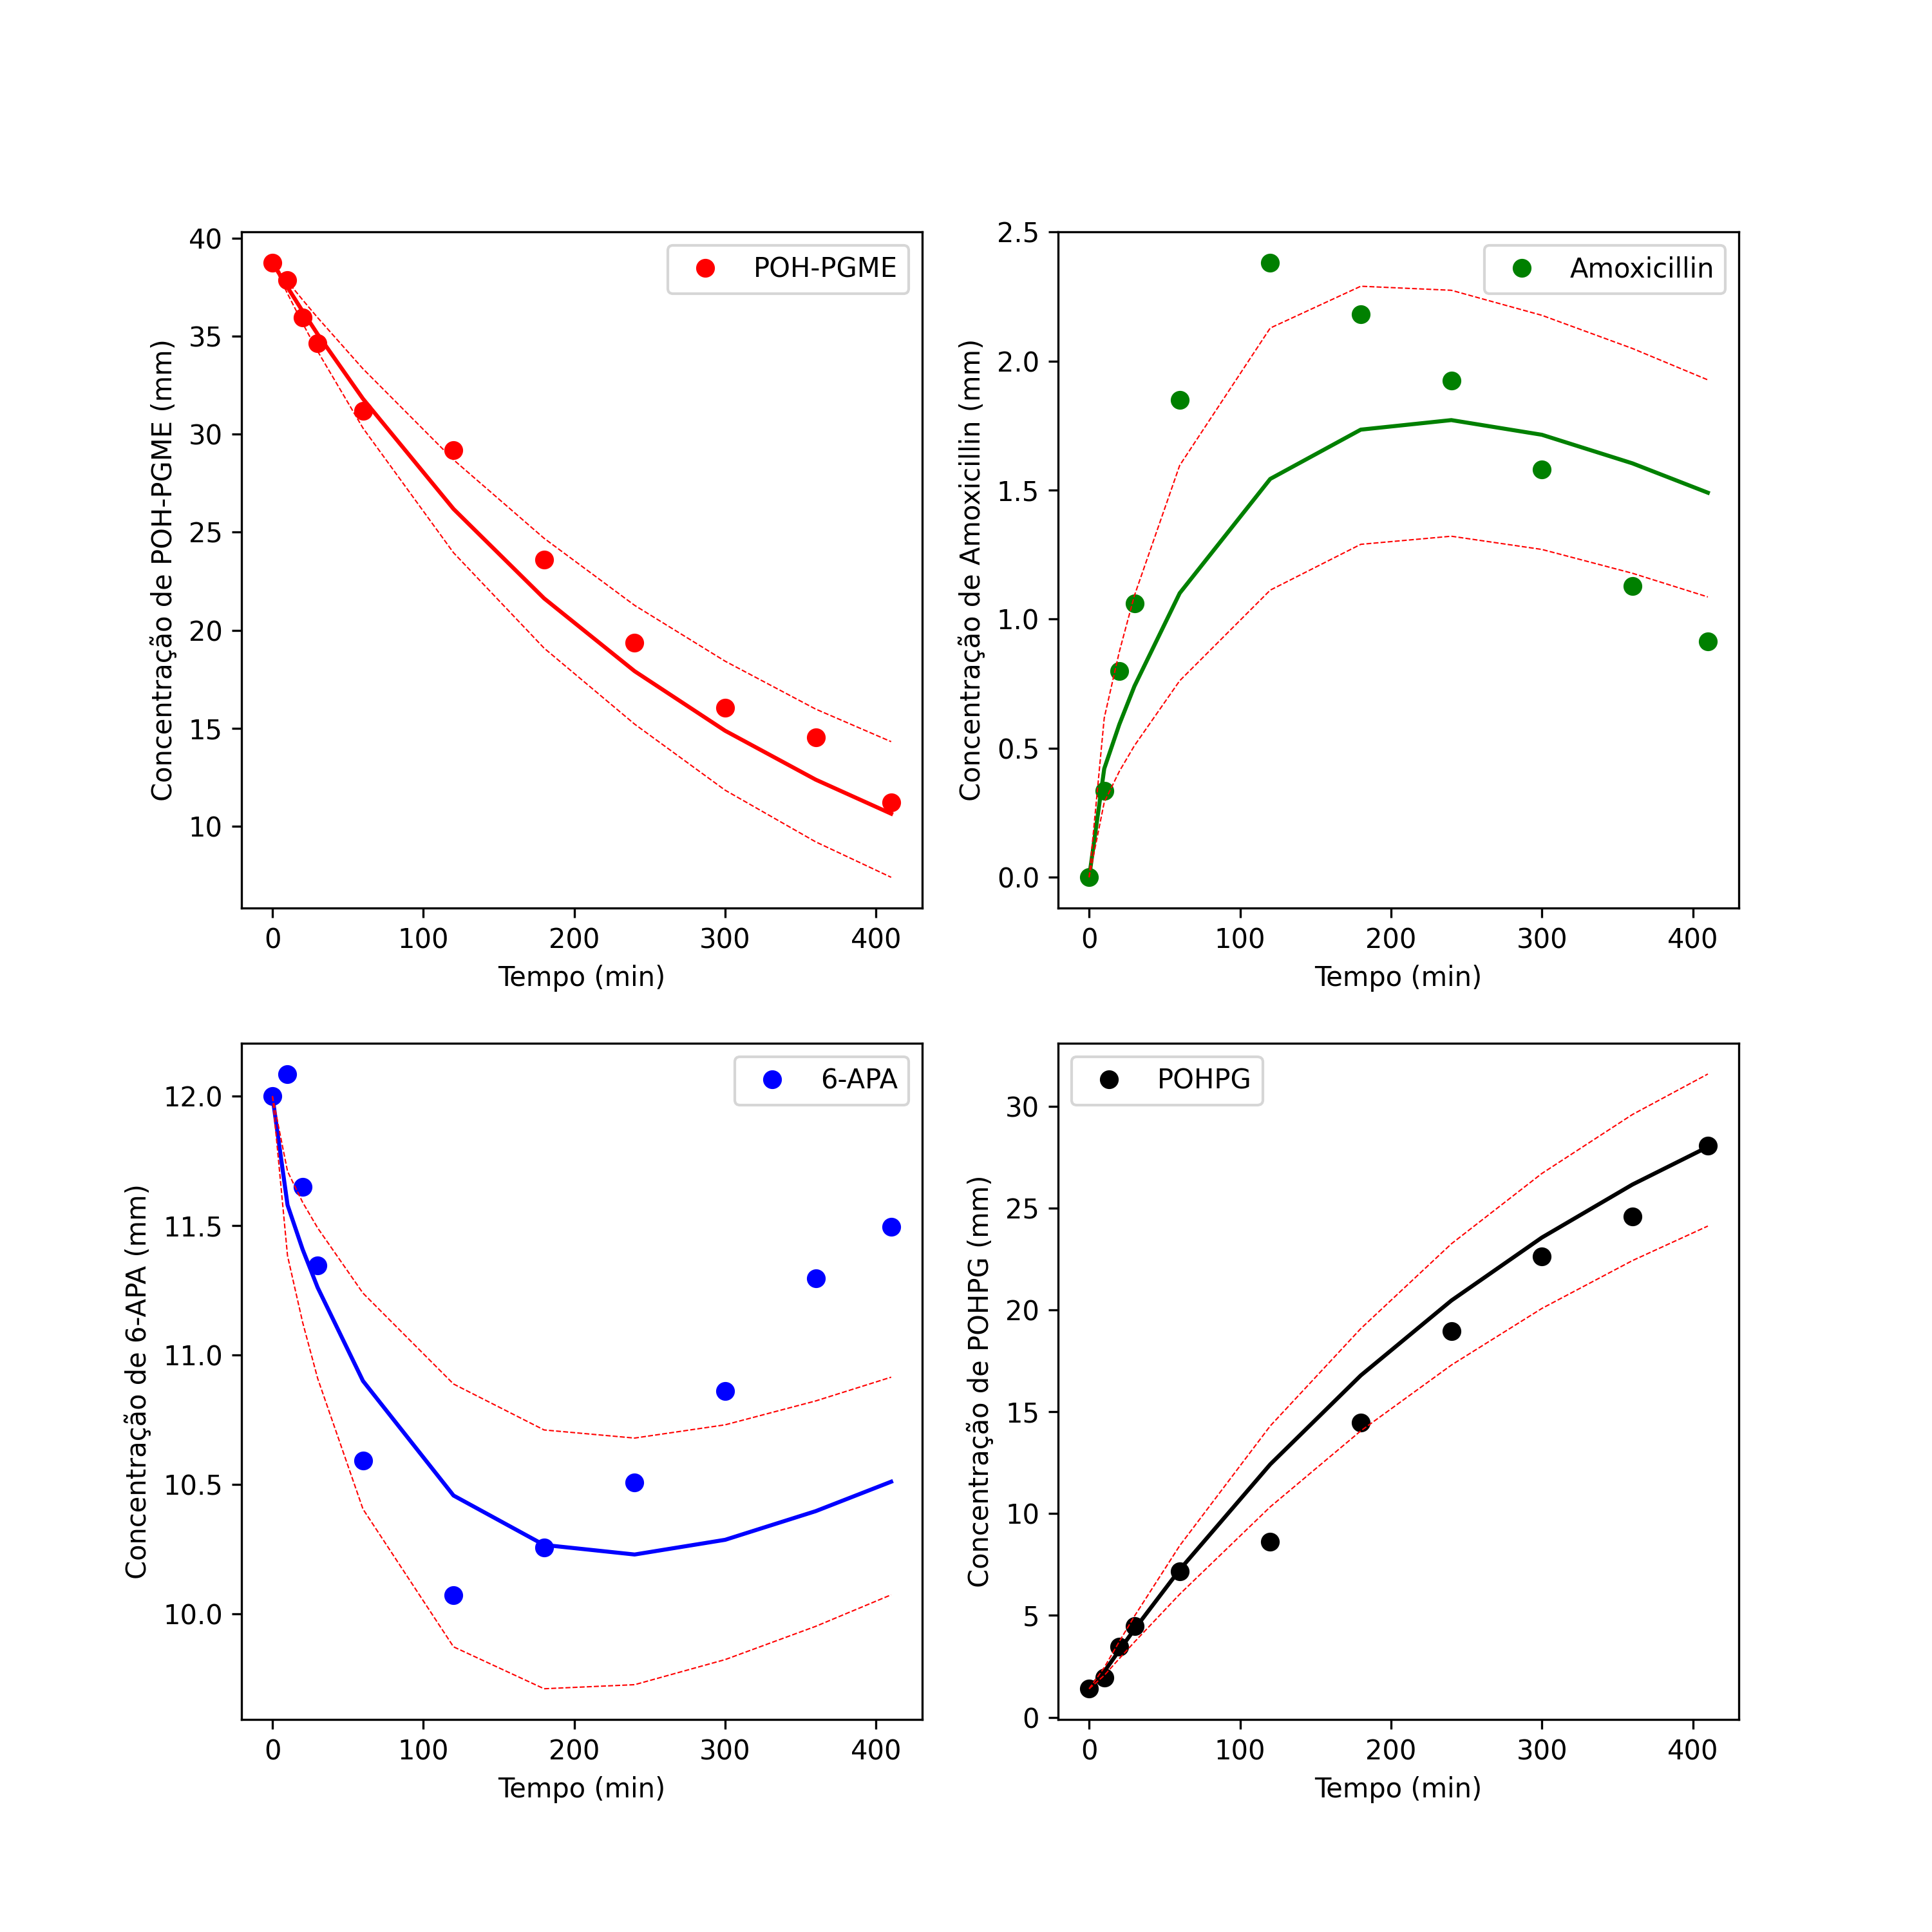 POH-PGME
Concentração de POH-PGME (mm)
40
35
30
25
20
15
10
0 100 200 300 400
Tempo (min)
Amoxicillin
Concentração de Amoxicillin (mm)
2.5
2.0
1.5
1.0
0.5
0.0
0 100 200 300 400
Tempo (min)
6-APA
Concentração de 6-APA (mm)
12.0
11.5
11.0
10.5
10.0
0 100 200 300 400
Tempo (min)
POHPG
Concentração de POHPG (mm)
30
25
20
15
10
5
0
0 100 200 300 400
Tempo (min)